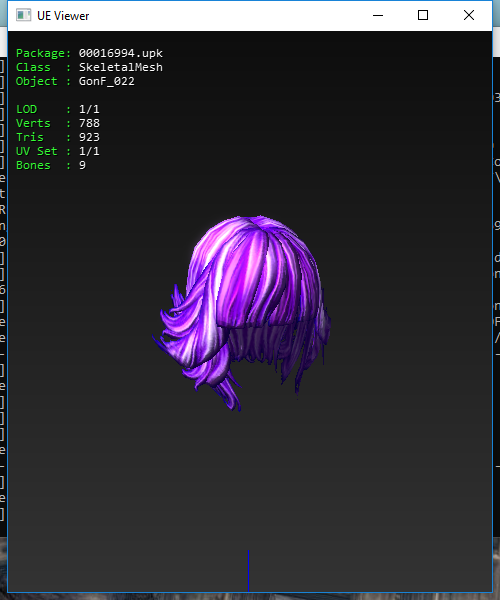 UE Viewer
Package: 00016994.upk
Class : SkeletalMesh
Object : GonF_022
LOD : 1/1
Verts : 788
Tris : 923
UV Set : 1/1
Bones : 9